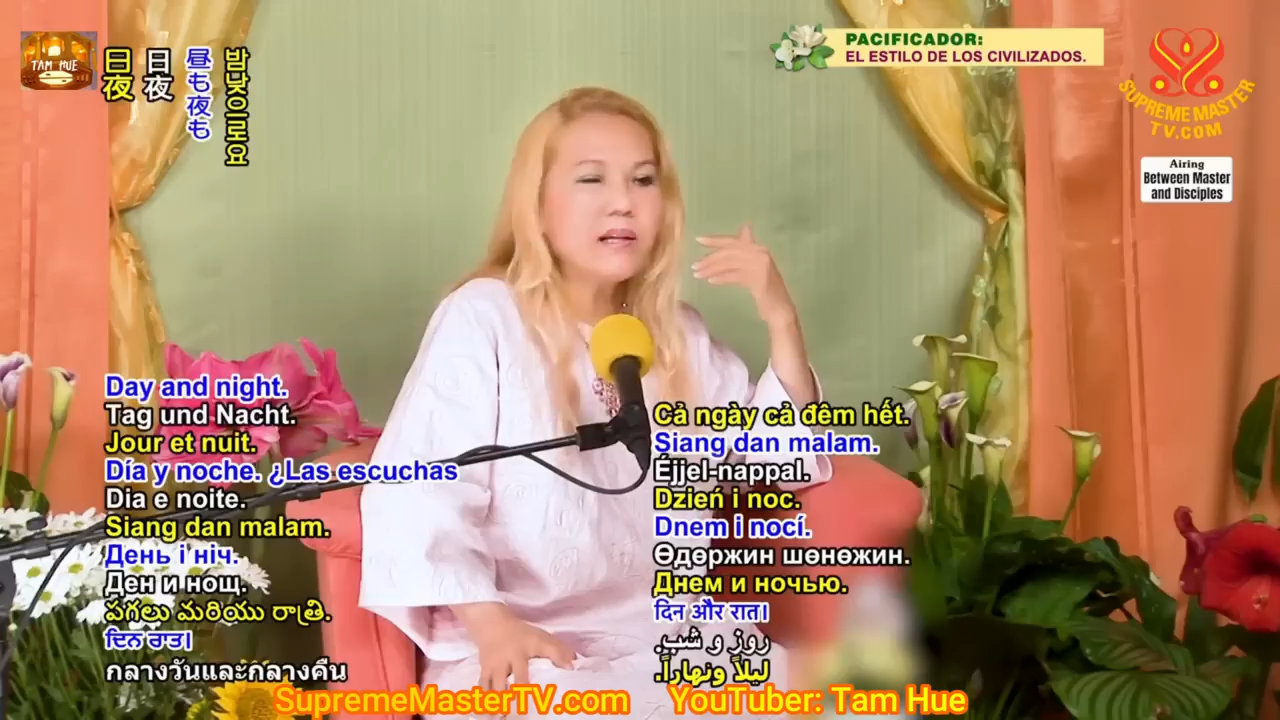 TAM HUE
日夜
日夜
昼も夜も
밤낮으로요
PACIFICADOR:
EL ESTILO DE LOS CIVILIZADOS.
SUPREME MASTER
TV.COM
Airing
Between Master
and Disciples
Day and night.
Tag und Nacht.
Jour et nuit.
Día y noche. ¿Las escuchas
Dia e noite.
Siang dan malam.
День і ніч.
Ден и нощ.
పగలు మరియు రాత్రి.
ਦਿਨ ਰਾਤ।
กลางวันและกลางคืน
Cả ngày cả đêm hết.
Siang dan malam.
Éjjel-nappal.
Dzień i noc.
Dnem i nocí.
Өдөржин шөнөжин.
Днем и ночью.
दिन और रात।
روز و شب.
ليلاً ونهاراً.
SupremeMasterTV.com YouTuber: Tam Hue